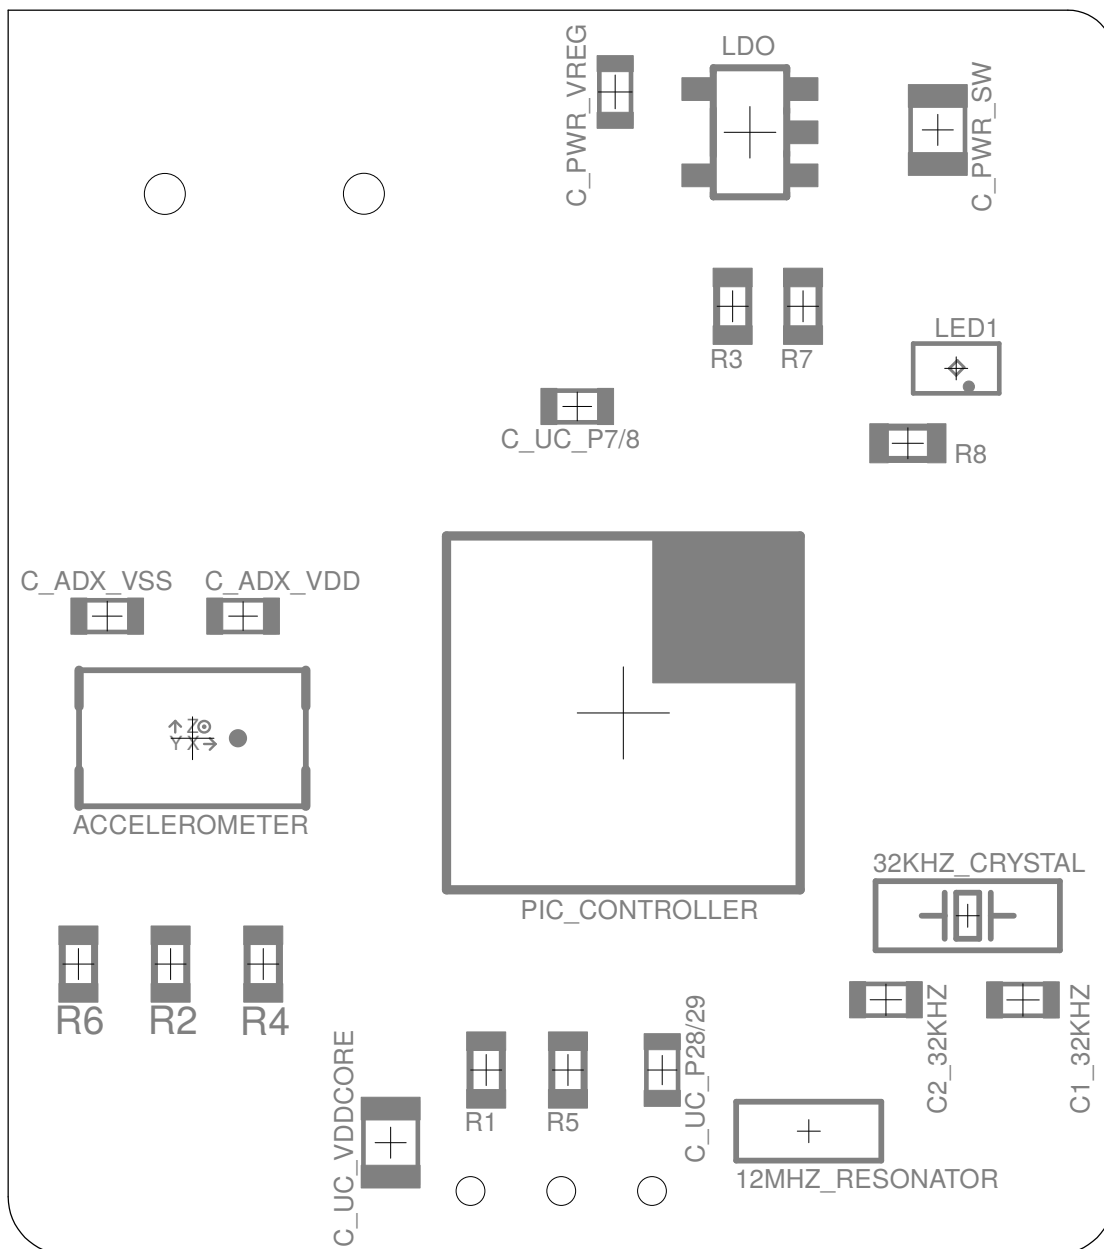 C_PWR_VREG
LDO
C_PWR_SW
R3
R7
LED1
C_UC_P7/8
R8
C_ADX_VSS
C_ADX_VDD
Z
Y X
ACCELEROMETER
PIC_CONTROLLER
32KHZ_CRYSTAL
R6
R2
R4
C_UC_VDDCORE
R1
R5
C_UC_P28/29
C2_32KHZ
C1_32KHZ
12MHZ_RESONATOR